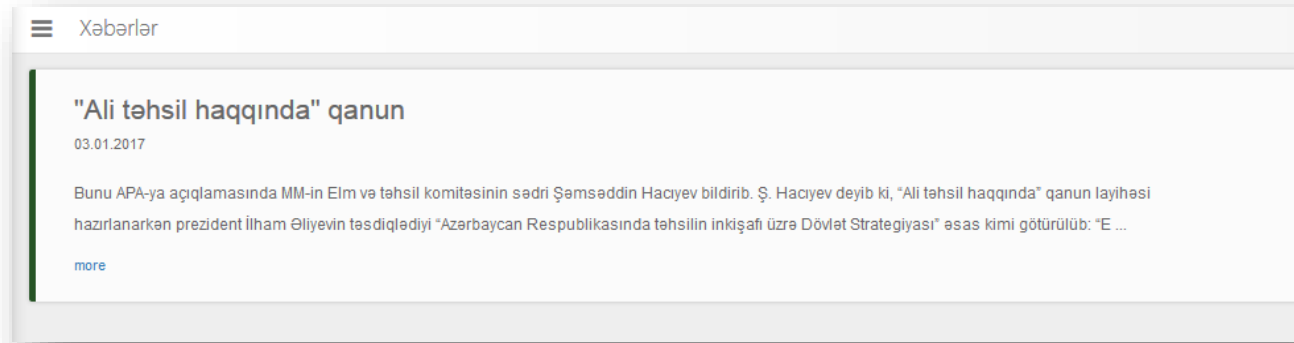 Xəbərlər
"Ali təhsil haqqında" qanun
03.01.2017
Bunu APA-ya açıqlamasında MM-in Elm və təhsil komitəsinin sədri Şəmsəddin Hacıyev bildirib. Ş. Hacıyev deyib ki, “Ali təhsil haqqında” qanun layihəsi
hazırlanarkən prezident İlham Əliyevin təsdiqlədiyi “Azərbaycan Respublikasında təhsilin inkişafı üzrə Dövlət Strategiyası” əsas kimi götürülüb: “E ...
more